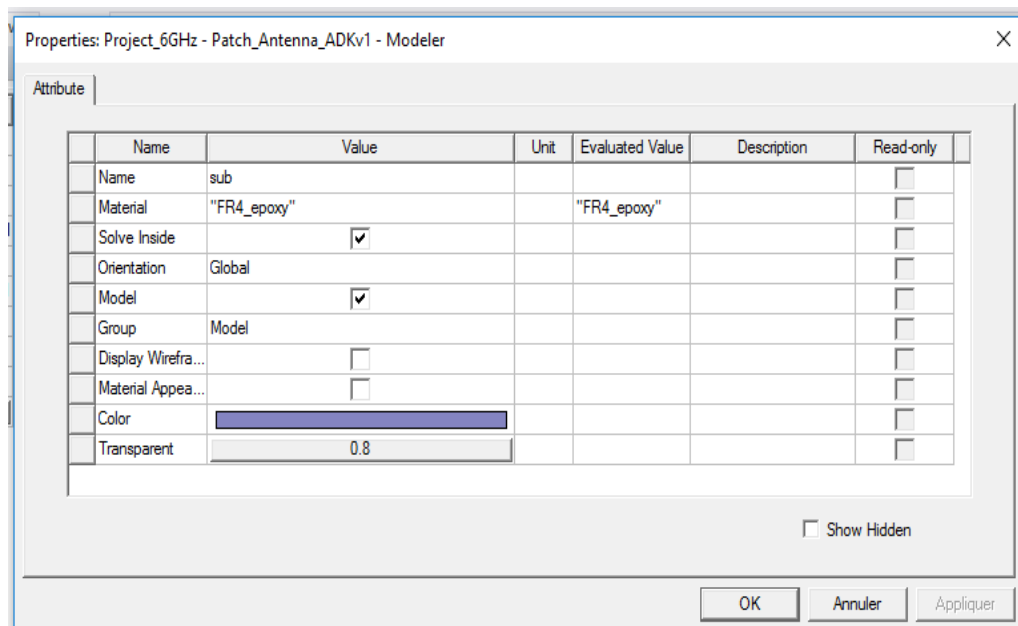 Properties: Project_6GHz - Patch_Antenna_ADKv1 - Modeler
Attribute
Name Value Unit Evaluated Value Description Read-only
Name sub
Material "FR4_epoxy" "FR4_epoxy"
Solve Inside
Orientation Global
Model
Group Model
Display Wirefra...
Material Appea...
Color
Transparent 0.8
Show Hidden
OK Annuler Appliquer